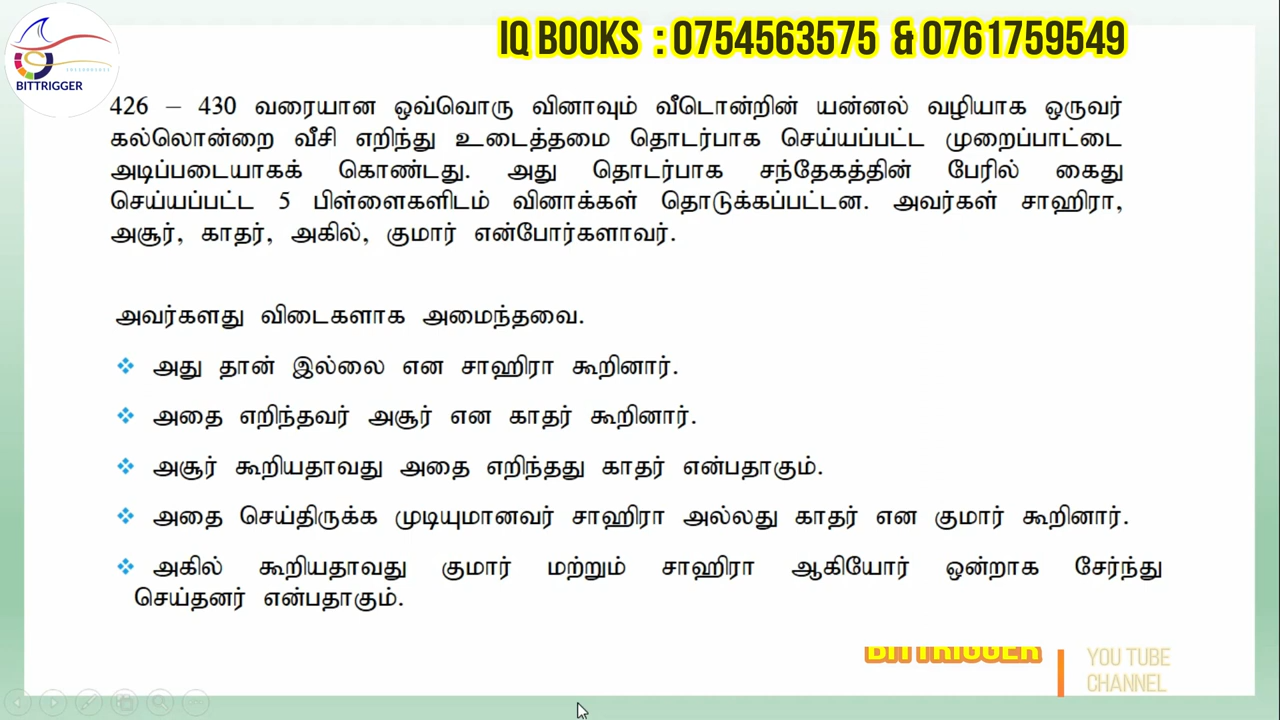 IQ BOOKS : 0754563575 & 0761759549
BITTRIGGER
426 – 430 வரையான ஒவ்வொரு வினாவும் வீடொன்றின் யன்னல் வழியாக ஒருவர்
கல்லொன்றை வீசி எறிந்து உடைத்தமை தொடர்பாக செய்யப்பட்ட முறைப்பாட்டை
அடிப்படையாகக் கொண்டது. அது தொடர்பாக சந்தேகத்தின் பேரில் கைது
செய்யப்பட்ட 5 பிள்ளைகளிடம் வினாக்கள் தொடுக்கப்பட்டன. அவர்கள் சாஹிரா,
அசூர், காதர், அகில், குமார் என்போர்களாவர்.
அவர்களது விடைகளாக அமைந்தவை.
❖ அது தான் இல்லை என சாஹிரா கூறினார்.
❖ அதை எறிந்தவர் அசூர் என காதர் கூறினார்.
❖ அசூர் கூறியதாவது அதை எறிந்தது காதர் என்பதாகும்.
❖ அதை செய்திருக்க முடியுமானவர் சாஹிரா அல்லது காதர் என குமார் கூறினார்.
❖ அகில் கூறியதாவது குமார் மற்றும் சாஹிரா ஆகியோர் ஒன்றாக சேர்ந்து
செய்தனர் என்பதாகும்.
BITTRIGGER
YOU TUBE
CHANNEL